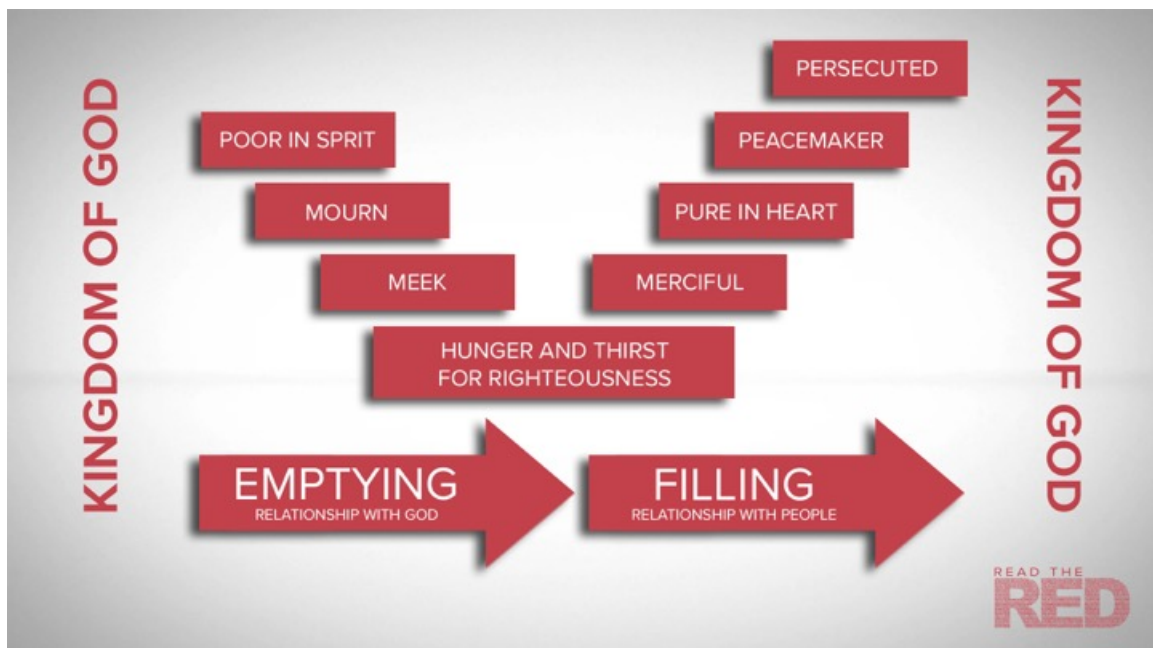 KINGDOM OF GOD
POOR IN SPRIT
MOURN
MEEK
HUNGER AND THIRST
FOR RIGHTEOUSNESS
MERCIFUL
PURE IN HEART
PEACEMAKER
PERSECUTED
KINGDOM OF GOD
EMPTYING
RELATIONSHIP WITH GOD
FILLING
RELATIONSHIP WITH PEOPLE
READ THE
RED